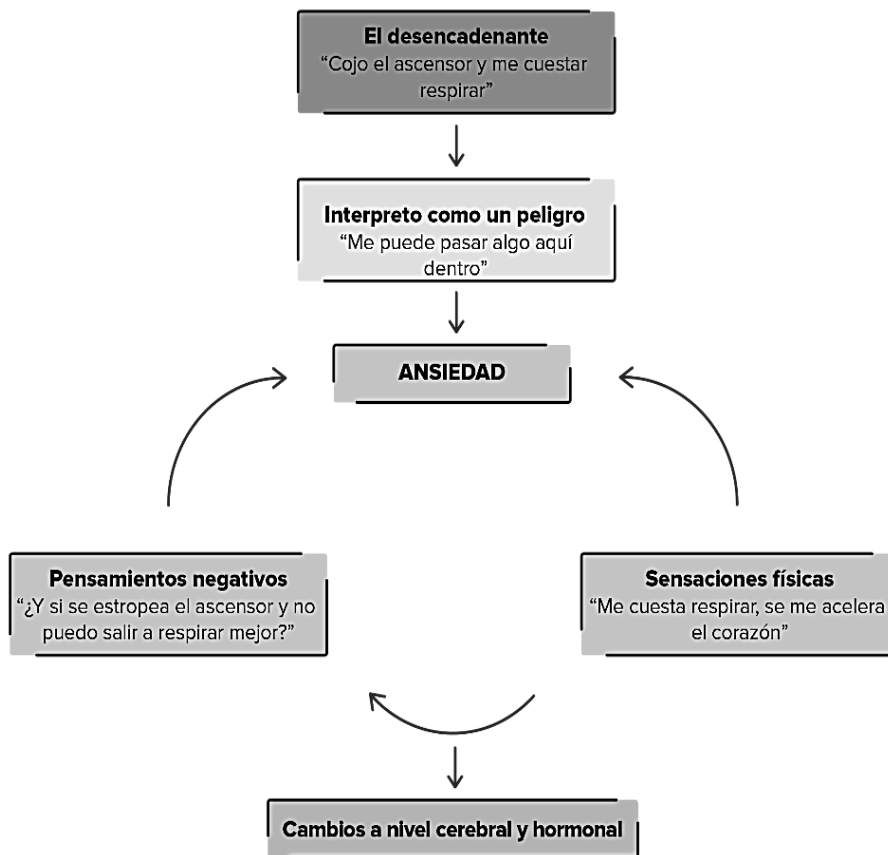 El desencadenante
“Cojo el ascensor y me cuestar
respirar”
Interpreto como un peligro
“Me puede pasar algo aquí
dentro”
ANSIEDAD
Pensamientos negativos
“¿Y si se estropea el ascensor y no
puedo salir a respirar mejor?”
Sensaciones físicas
“Me cuesta respirar, se me acelera
el corazón”
Cambios a nivel cerebral y hormonal